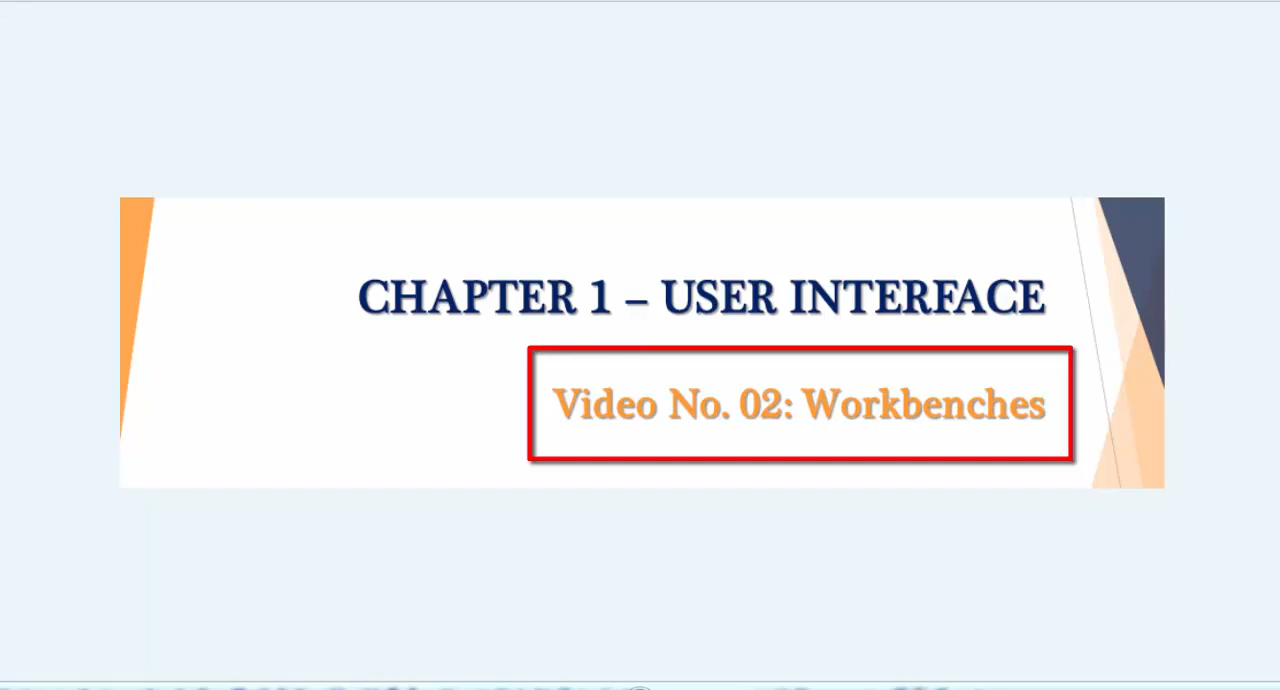 CHAPTER 1 – USER INTERFACE
Video No. 02: Workbenches